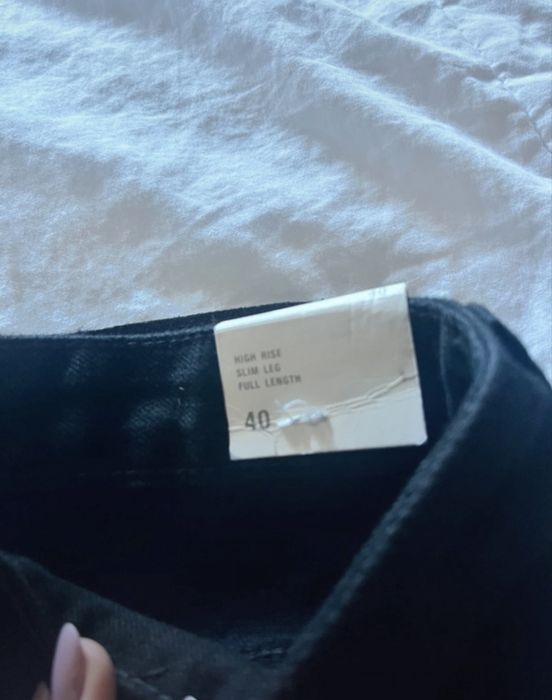 HIGH RISE
SLIM LEG
FULL LENGTH
40